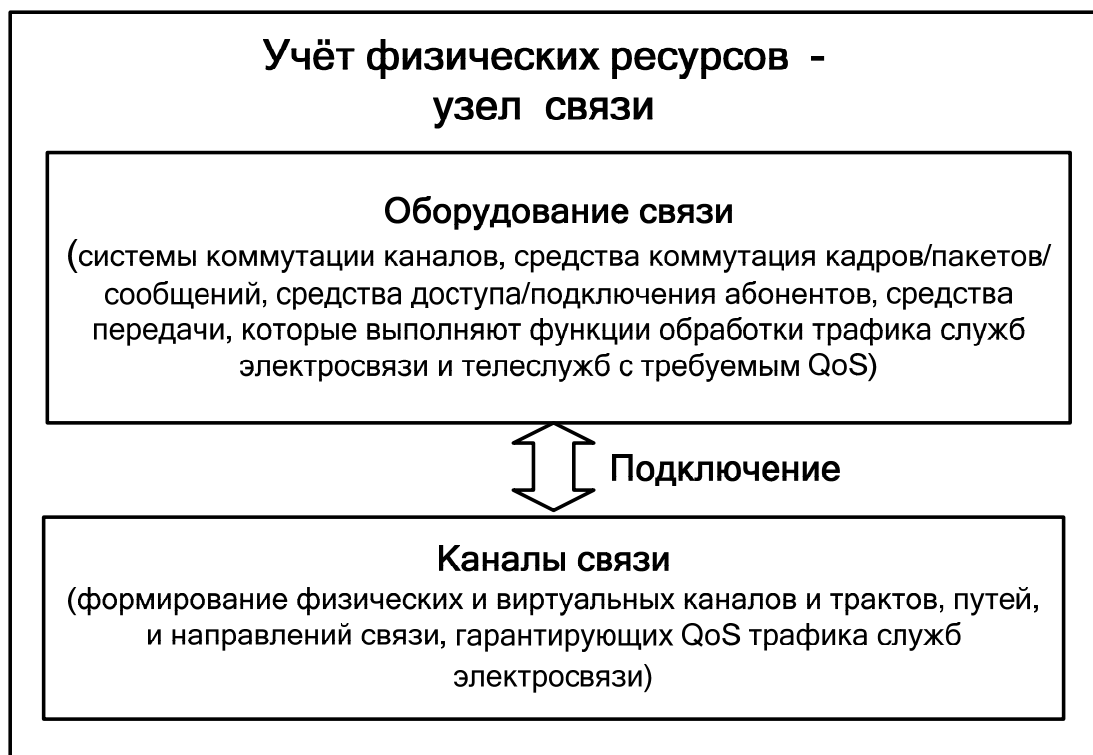 Учёт физических ресурсов -
узел связи
Оборудование связи
(системы коммутации каналов, средства коммутация кадров/пакетов/
сообщений, средства доступа/подключения абонентов, средства
передачи, которые выполняют функции обработки трафика служб
электросвязи и телеслужб с требуемым QoS)
Подключение
Каналы связи
(формирование физических и виртуальных каналов и трактов, путей,
и направлений связи, гарантирующих QoS трафика служб
электросвязи)